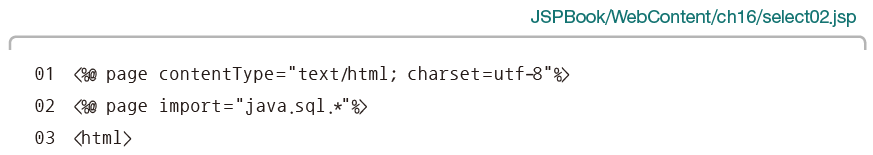 JSPBook/WebContent/ch16/select02.jsp
01 <%@ page contentType="text/html; charset=utf-8"%>
02 <%@ page import="java.sql.*"%>
03 <html>